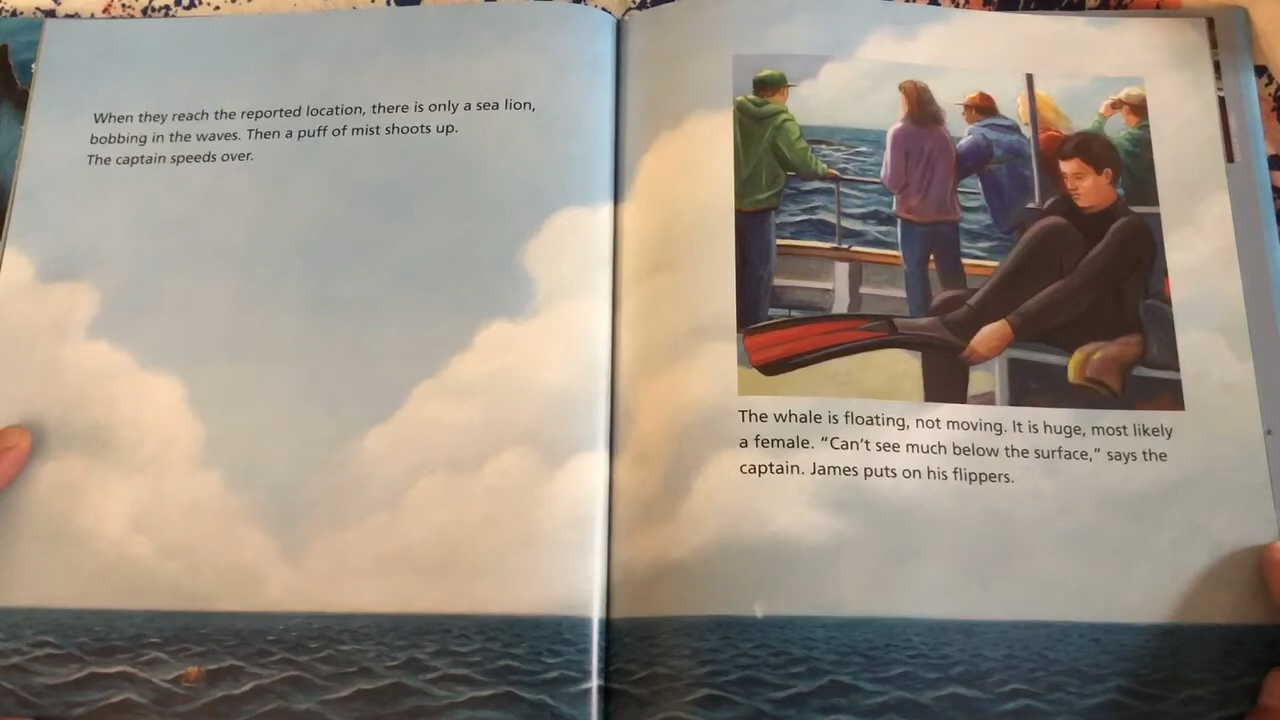 When they reach the reported location, there is only a sea lion,
bobbing in the waves. Then a puff of mist shoots up.
The captain speeds over.
The whale is floating, not moving. It is huge, most likely
a female. “Can’t see much below the surface,” says the
captain. James puts on his flippers.